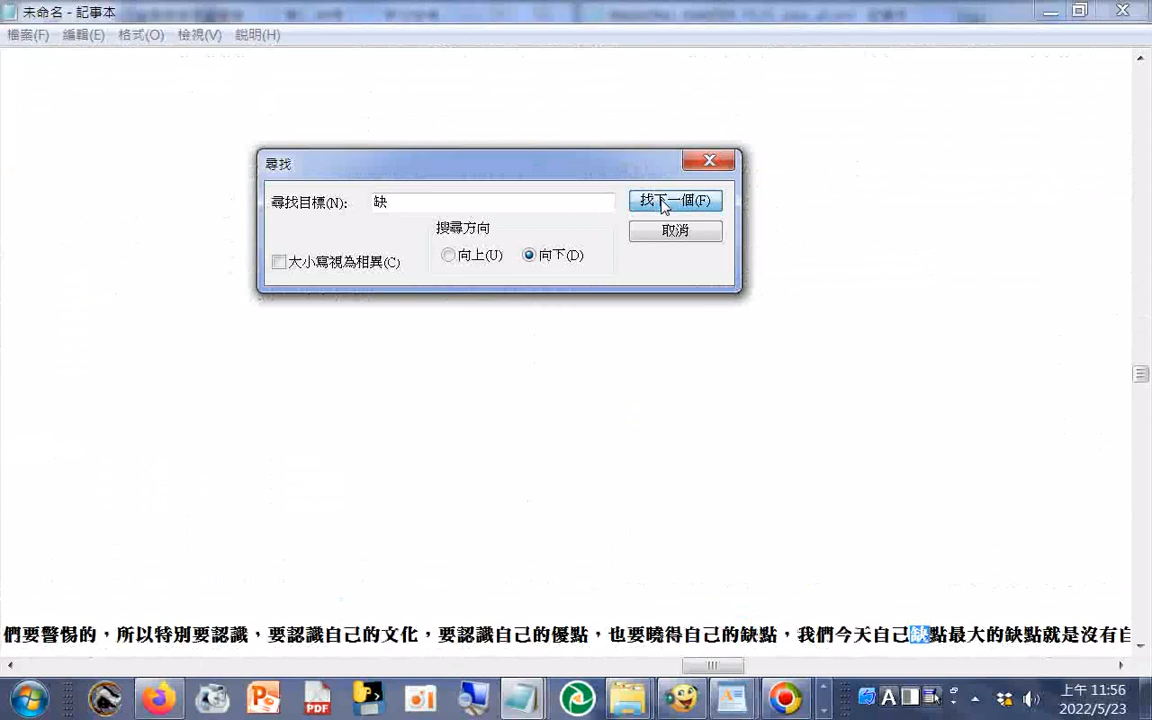 未命名 - 記事本
檔案(F) 編輯(E) 格式(O) 檢視(V) 說明(H)
尋找
尋找目標(N): 缺 找下一個(F)
搜尋方向
取消
大小寫視為相異(C) 向上(U) 向下(D)
們要警惕的，所以特別要認識，要認識自己的文化，要認識自己的優點，也要曉得自己的缺點，我們今天自己缺點最大的缺點就是沒有自
PDF
A
上午 11:56
2022/5/23